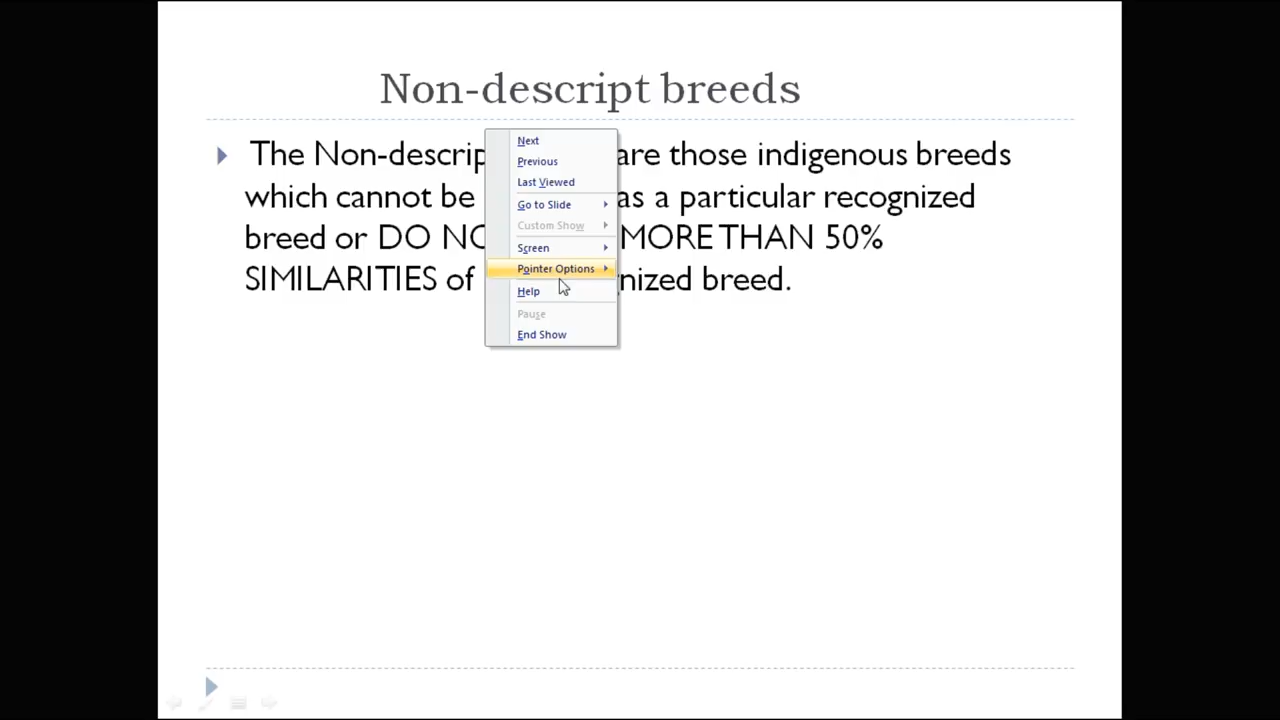 Non-descript breeds
The Non-descrip are those indigenous breeds
which cannot be as a particular recognized
breed or DO NO MORE THAN 50%
SIMILARITIES of gnized breed.
Next
Previous
Last Viewed
Go to Slide
Custom Show
Screen
Pointer Options
Help
Pause
End Show